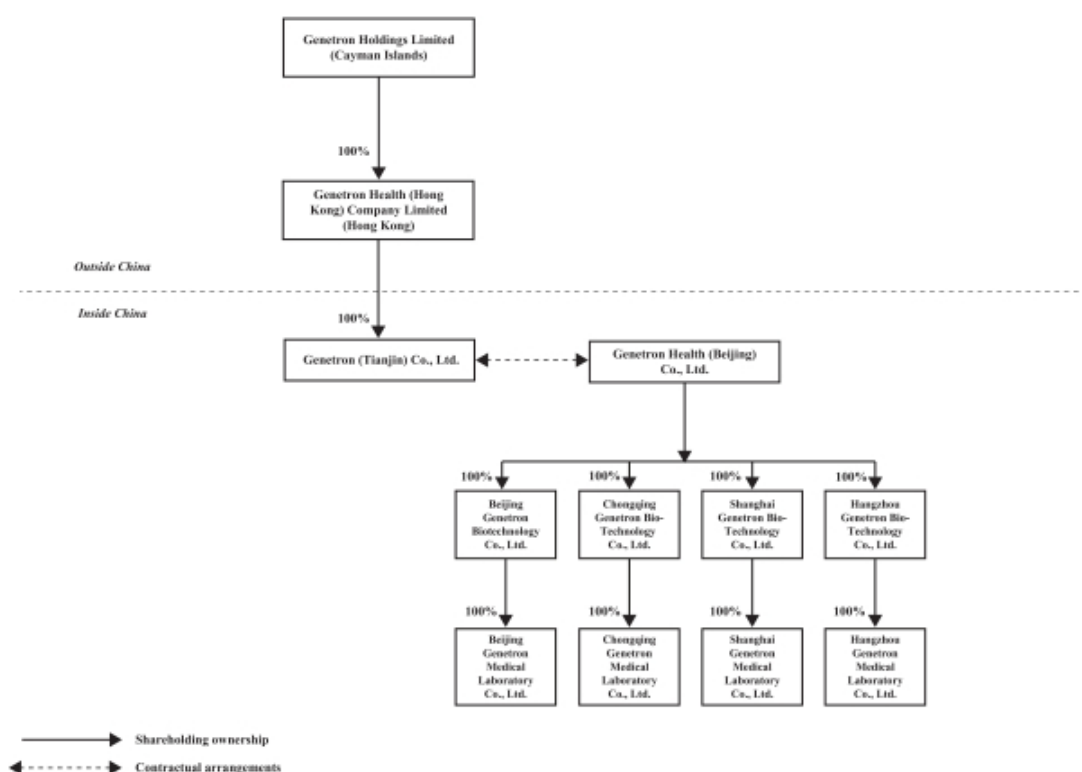 Genetron Holdings Limited
(Cayman Islands)
100%
Genetron Health (Hong
Kong) Company Limited
(Hong Kong)
Outside China
Inside China
100%
Genetron (Tianjin) Co., Ltd.
Genetron Health (Beijing)
Co., Ltd.
100%
100%
100%
100%
Beijing
Genetron
Biotechnology
Co., Ltd.
Chongqing
Genetron Bio-
Technology
Co., Ltd.
Shanghai
Genetron Bio-
Technology
Co., Ltd.
Hangzhou
Genetron Bio-
Technology
Co., Ltd.
100%
100%
100%
100%
Beijing
Genetron
Medical
Laboratory
Co., Ltd.
Chongqing
Genetron
Medical
Laboratory
Co., Ltd.
Shanghai
Genetron
Medical
Laboratory
Co., Ltd.
Hangzhou
Genetron
Medical
Laboratory
Co., Ltd.
Shareholding ownership
Contractual arrangements